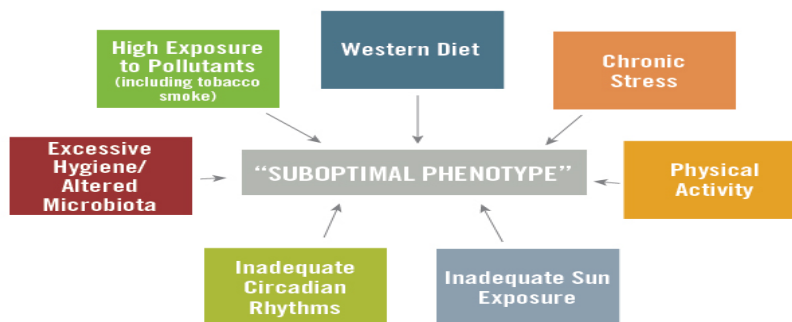 High Exposure
to Pollutants
(including tobacco
smoke)
Western Diet
Chronic
Stress
Excessive
Hygiene/
Altered
Microbiota
“SUBOPTIMAL PHENOTYPE”
Physical
Activity
Inadequate
Circadian
Rhythms
Inadequate Sun
Exposure